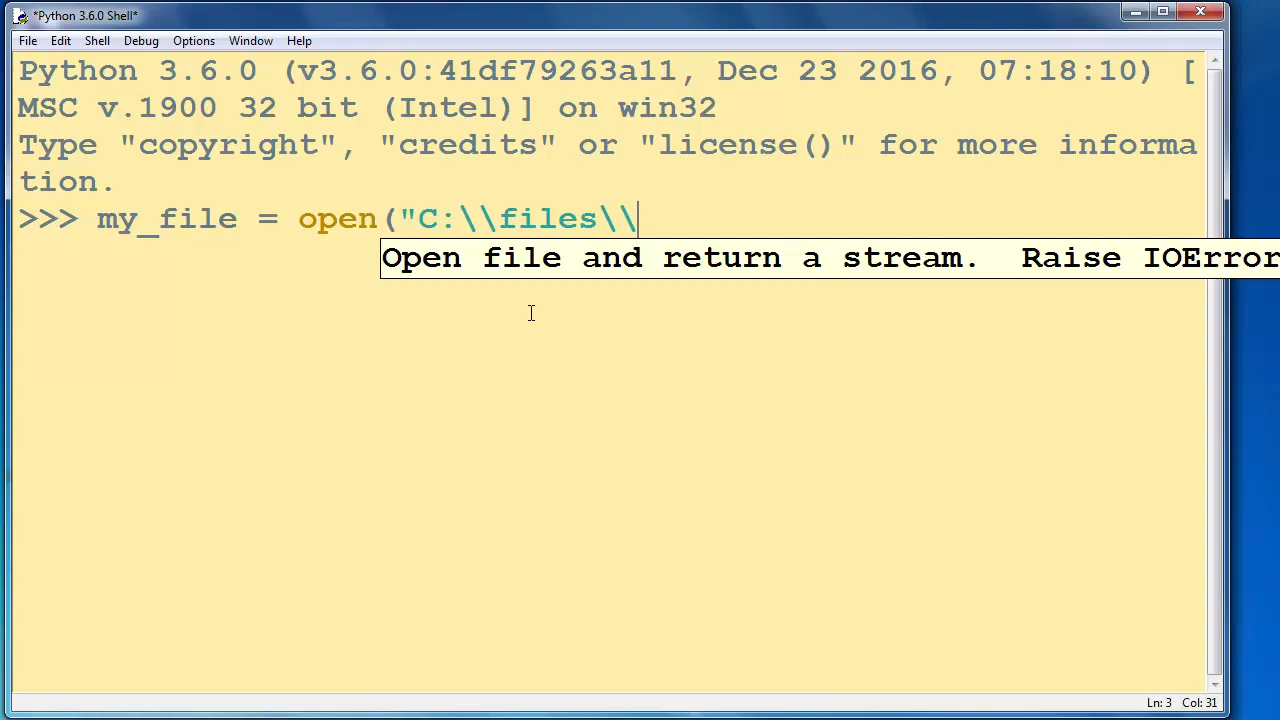 *Python 3.6.0 Shell*
File Edit Shell Debug Options Window Help
Python 3.6.0 (v3.6.0:41df79263a11, Dec 23 2016, 07:18:10) [
MSC v.1900 32 bit (Intel)] on win32
Type "copyright", "credits" or "license()" for more informa
tion.
>>> my_file = open("C:\\files\\
Open file and return a stream.  Raise IOError
Ln: 3 Col: 31